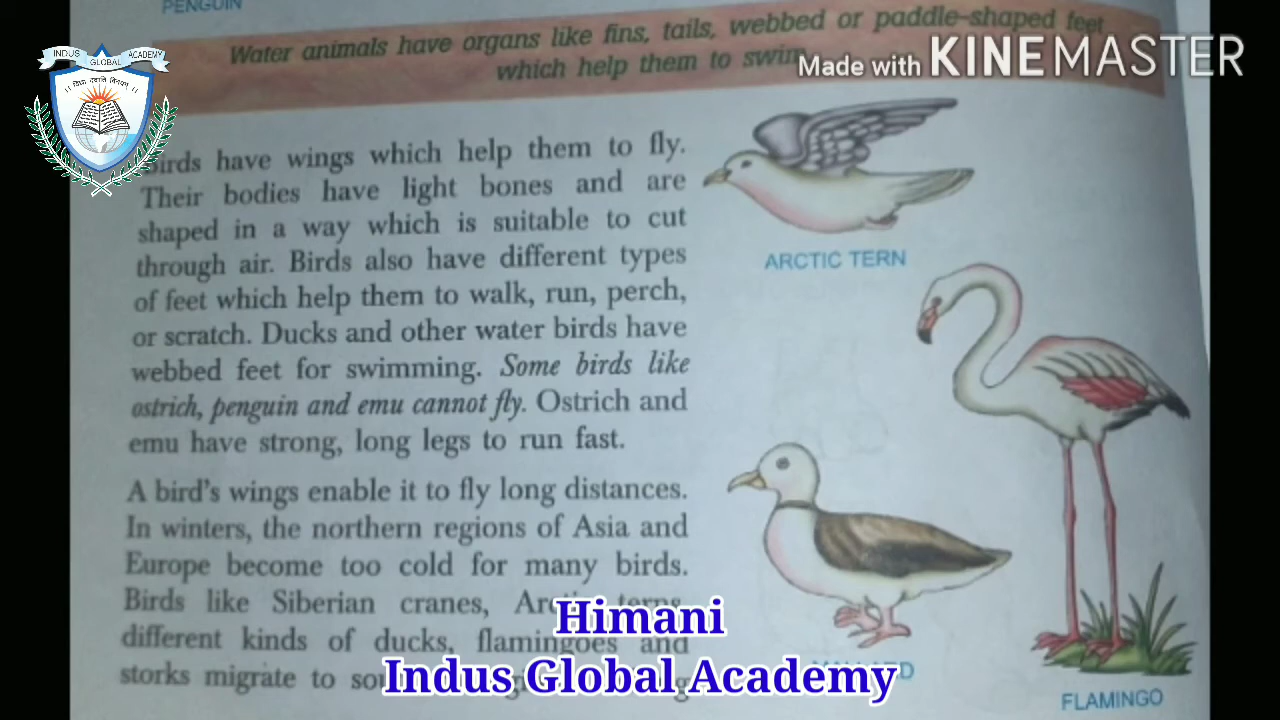 PENGUIN
Water animals have organs like fins, tails, webbed or paddle-shaped feet
which help them to swim
Made with KINEMASTER
INDUS GLOBAL ACADEMY
Birds have wings which help them to fly.
Their bodies have light bones and are
shaped in a way which is suitable to cut
through air. Birds also have different types
of feet which help them to walk, run, perch,
or scratch. Ducks and other water birds have
webbed feet for swimming. Some birds like
ostrich, penguin and emu cannot fly. Ostrich and
emu have strong, long legs to run fast.
A bird's wings enable it to fly long distances.
In winters, the northern regions of Asia and
Europe become too cold for many birds.
Birds like Siberian cranes, Arctic terns,
different kinds of ducks, flamingoes and
storks migrate to
ARCTIC TERN
FLAMINGO
Himani
Indus Global Academy